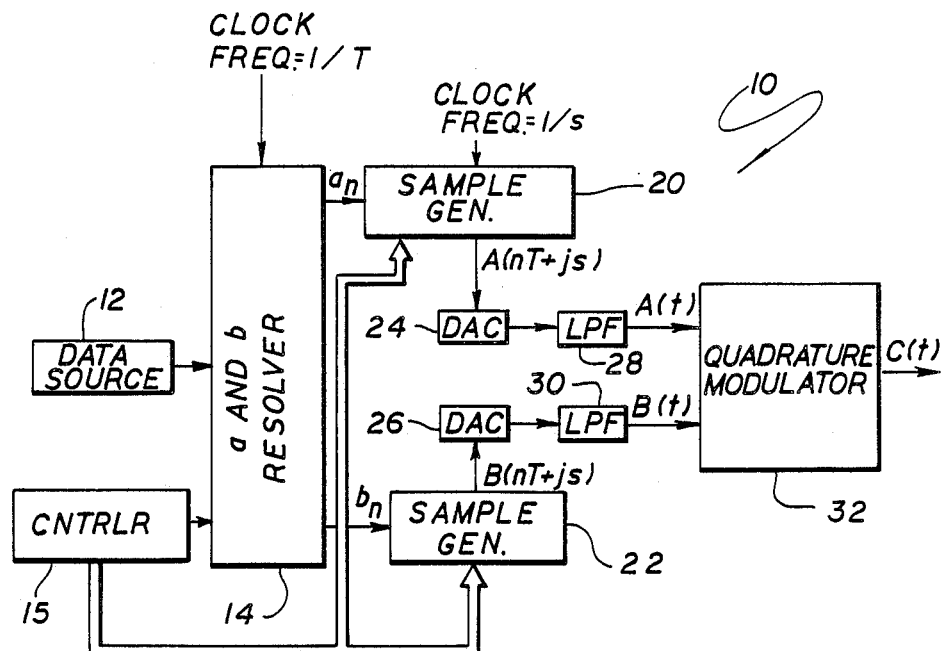 CLOCK
FREQ.=1/T
CLOCK
FREQ.=1/s
10
a_n
SAMPLE
GEN.
20
A(nT+js)
12
DATA
SOURCE
a AND b
RESOLVER
24
DAC
LPF
28
A(t)
QUADRATURE
MODULATOR
C(t)
30
26
DAC
LPF
B(t)
B(nT+js)
32
CNTRLR
b_n
SAMPLE
GEN.
22
15
14